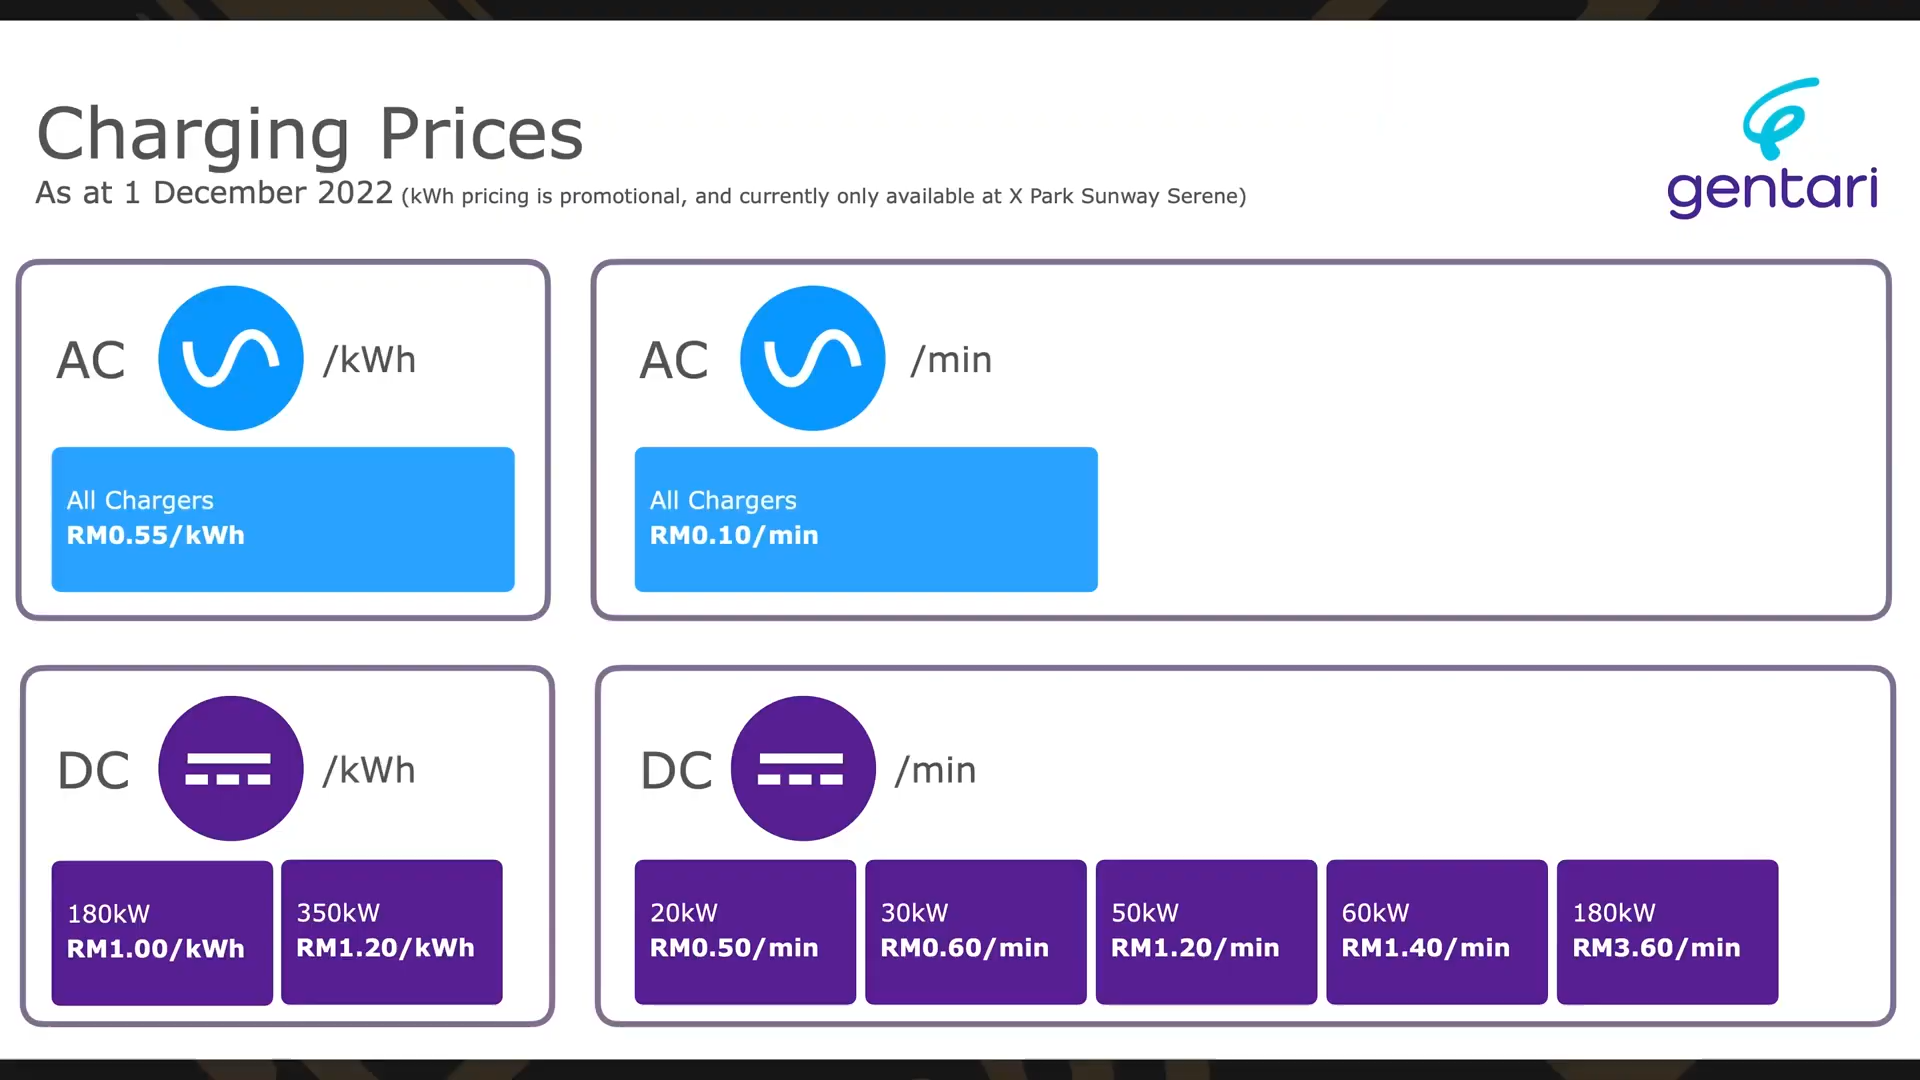 Charging Prices
As at 1 December 2022 (kWh pricing is promotional, and currently only available at X Park Sunway Serene)
gentari
AC /kWh
All Chargers
RM0.55/kWh
AC /min
All Chargers
RM0.10/min
DC /kWh
180kW
RM1.00/kWh
350kW
RM1.20/kWh
DC /min
20kW
RM0.50/min
30kW
RM0.60/min
50kW
RM1.20/min
60kW
RM1.40/min
180kW
RM3.60/min